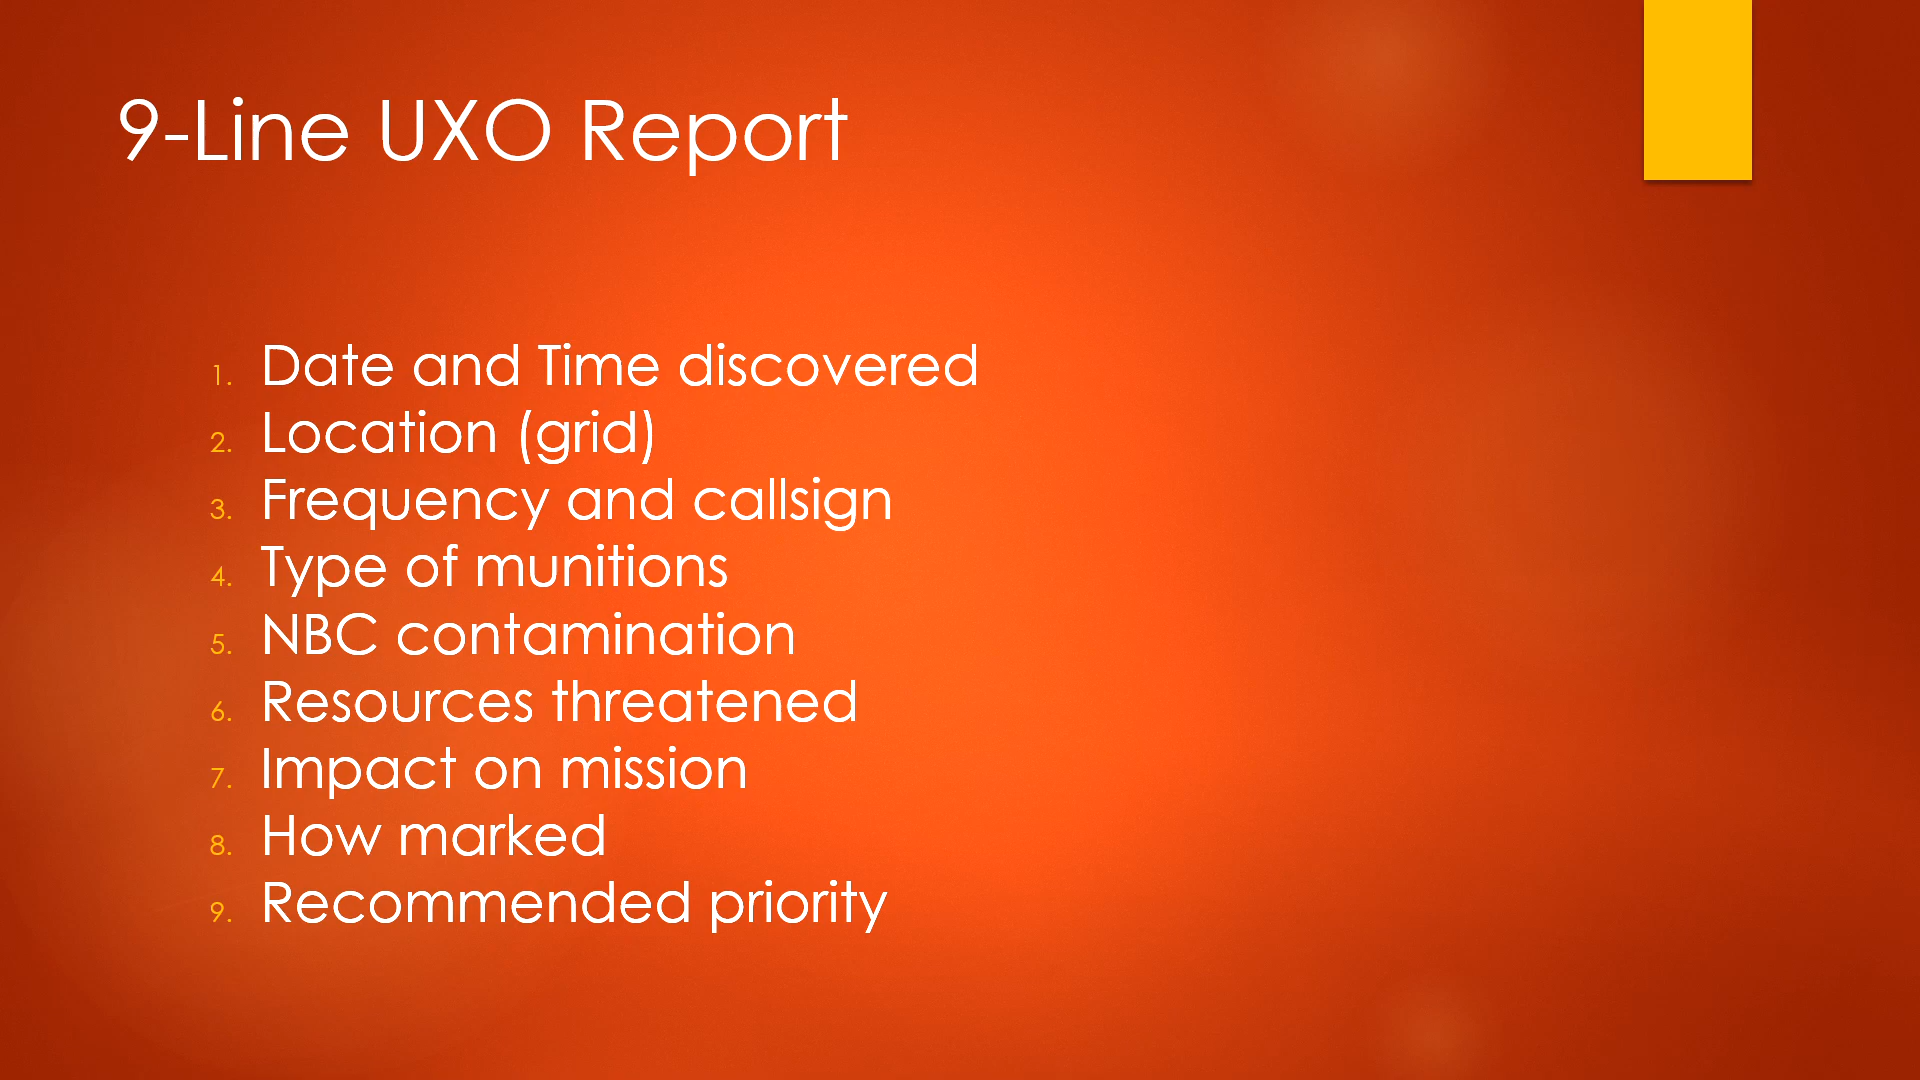 9-Line UXO Report
1. Date and Time discovered
2. Location (grid)
3. Frequency and callsign
4. Type of munitions
5. NBC contamination
6. Resources threatened
7. Impact on mission
8. How marked
9. Recommended priority